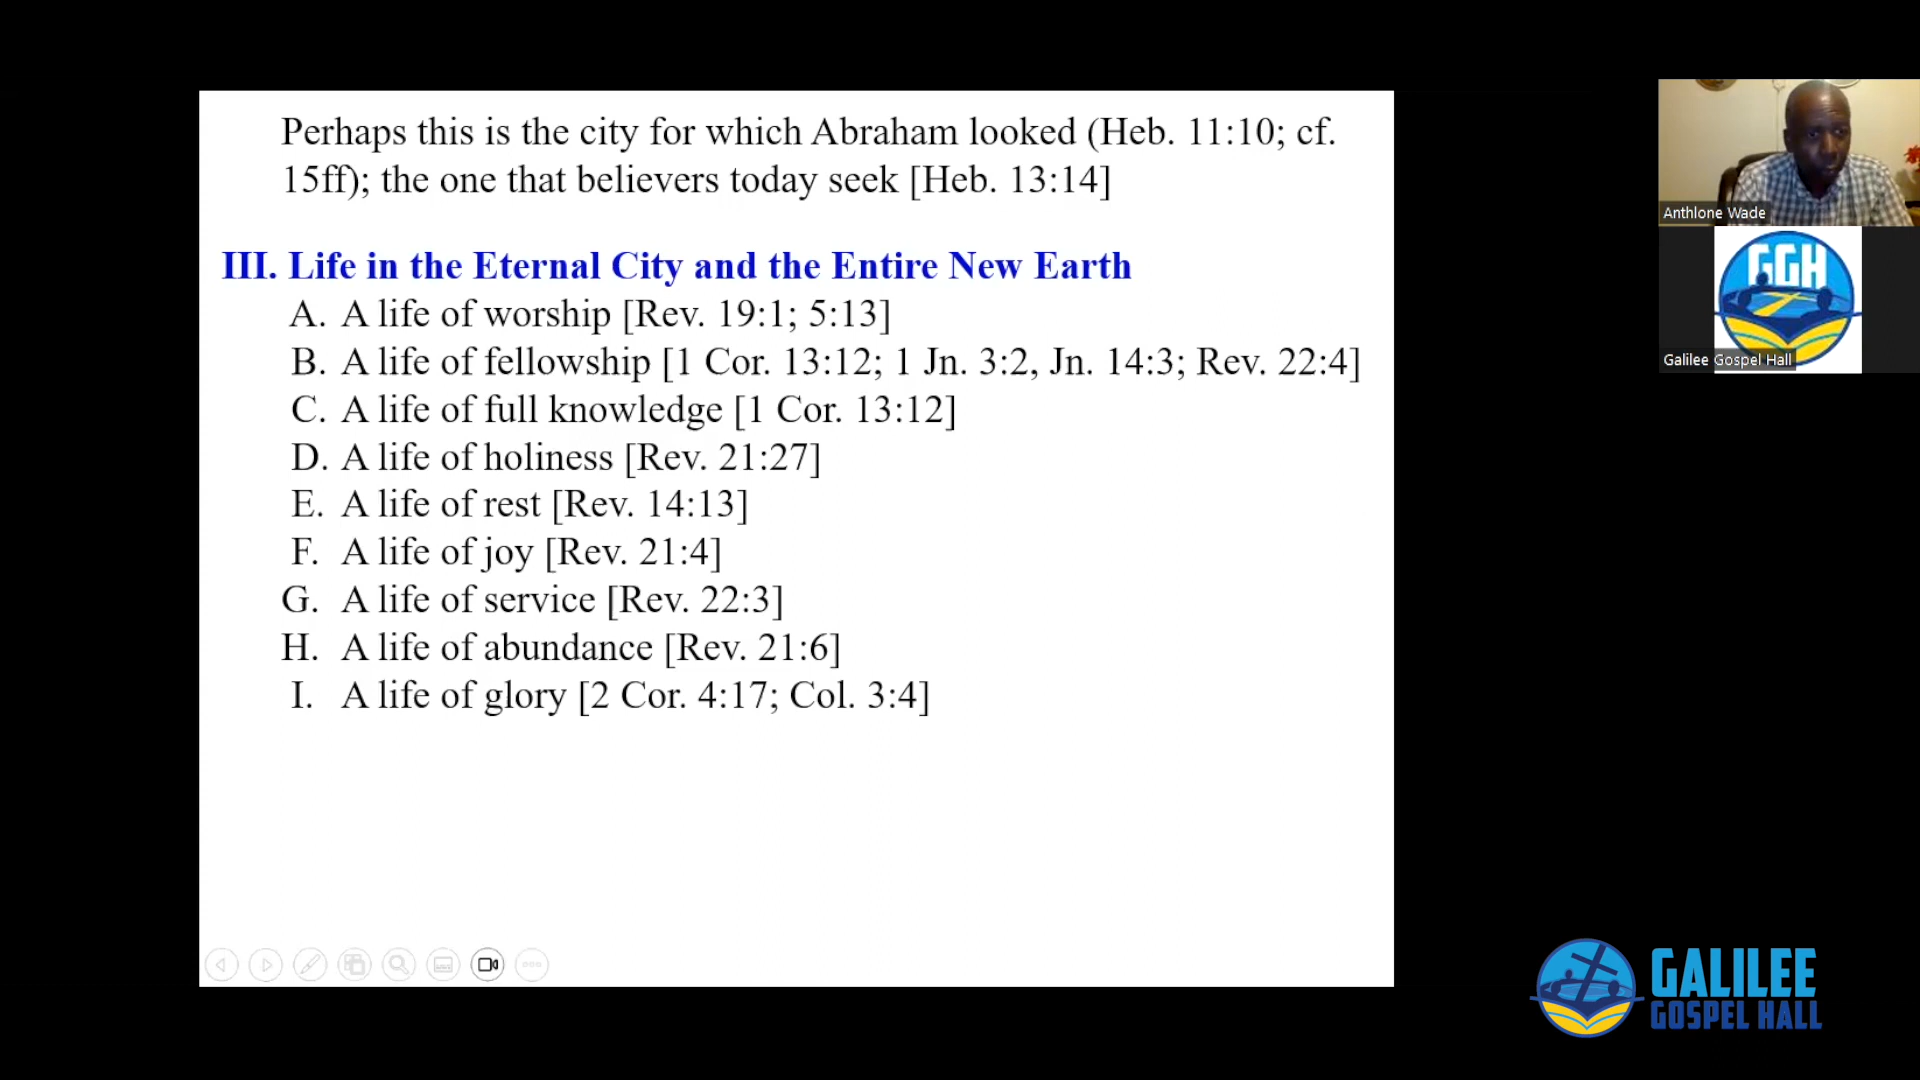 Perhaps this is the city for which Abraham looked (Heb. 11:10; cf.
15ff); the one that believers today seek [Heb. 13:14]
III. Life in the Eternal City and the Entire New Earth
A. A life of worship [Rev. 19:1; 5:13]
B. A life of fellowship [1 Cor. 13:12; 1 Jn. 3:2, Jn. 14:3; Rev. 22:4]
C. A life of full knowledge [1 Cor. 13:12]
D. A life of holiness [Rev. 21:27]
E. A life of rest [Rev. 14:13]
F. A life of joy [Rev. 21:4]
G. A life of service [Rev. 22:3]
H. A life of abundance [Rev. 21:6]
I. A life of glory [2 Cor. 4:17; Col. 3:4]
Anthlone Wade
GGH
Galilee Gospel Hall
GALILEE
GOSPEL HALL